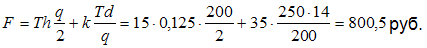 F = Th q/2 + k Td/q = 15 · 0,125 · 200/2 + 35 · 250 · 14/200 = 800,5 руб.